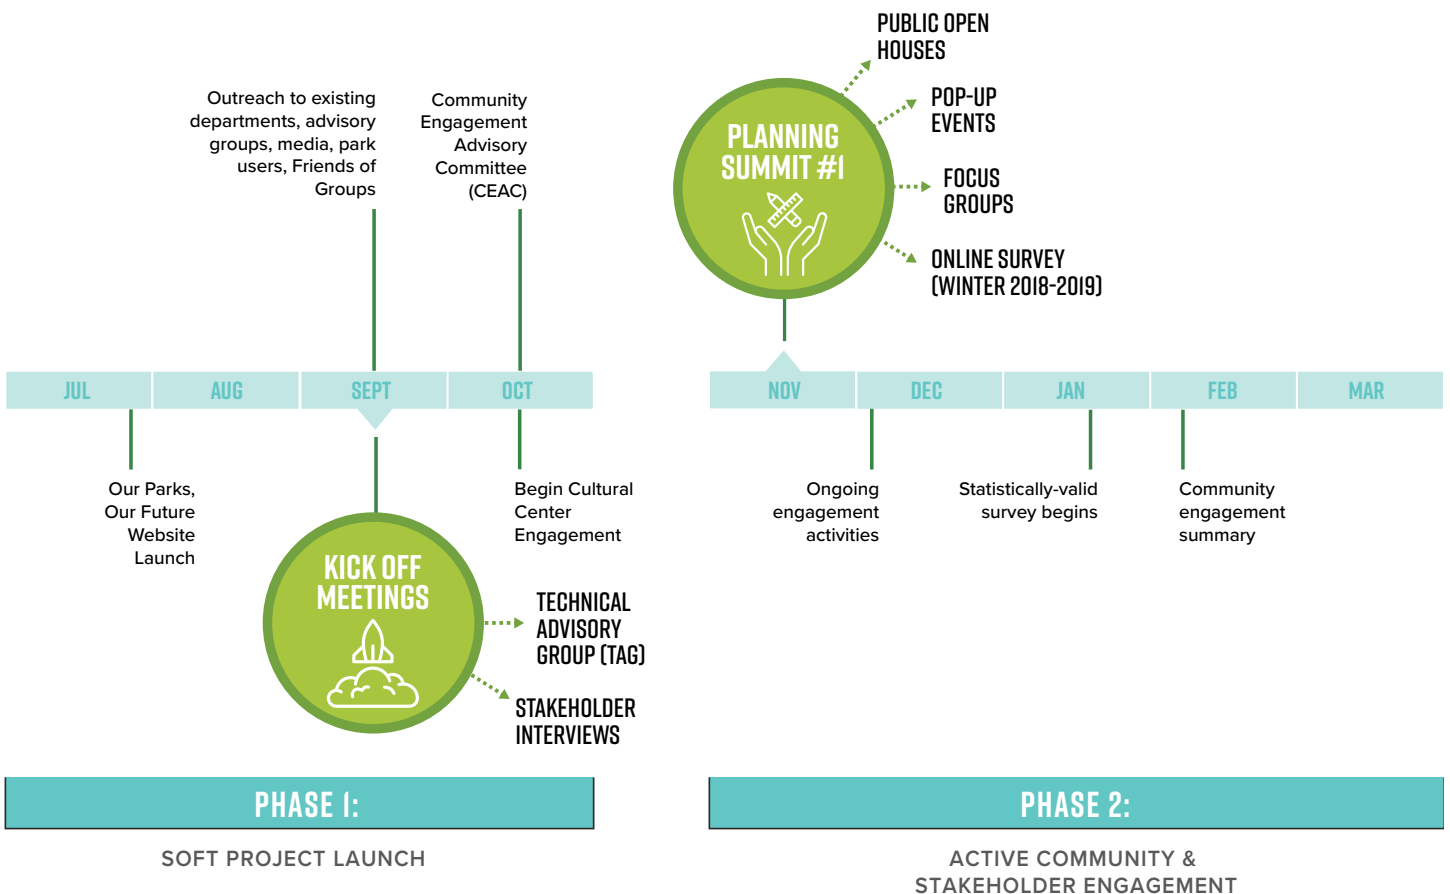 Outreach to existing
departments, advisory
groups, media, park
users, Friends of
Groups
Community
Engagement
Advisory
Committee
(CEAC)
JUL
AUG
SEPT
OCT
Our Parks,
Our Future
Website
Launch
Begin Cultural
Center
Engagement
KICK OFF
MEETINGS
TECHNICAL
ADVISORY
GROUP (TAG)
STAKEHOLDER
INTERVIEWS
PHASE 1:
SOFT PROJECT LAUNCH
PLANNING
SUMMIT #1
PUBLIC OPEN
HOUSES
POP-UP
EVENTS
FOCUS
GROUPS
ONLINE SURVEY
(WINTER 2018-2019)
NOV
DEC
JAN
FEB
MAR
Ongoing
engagement
activities
Statistically-valid
survey begins
Community
engagement
summary
PHASE 2:
ACTIVE COMMUNITY &
STAKEHOLDER ENGAGEMENT